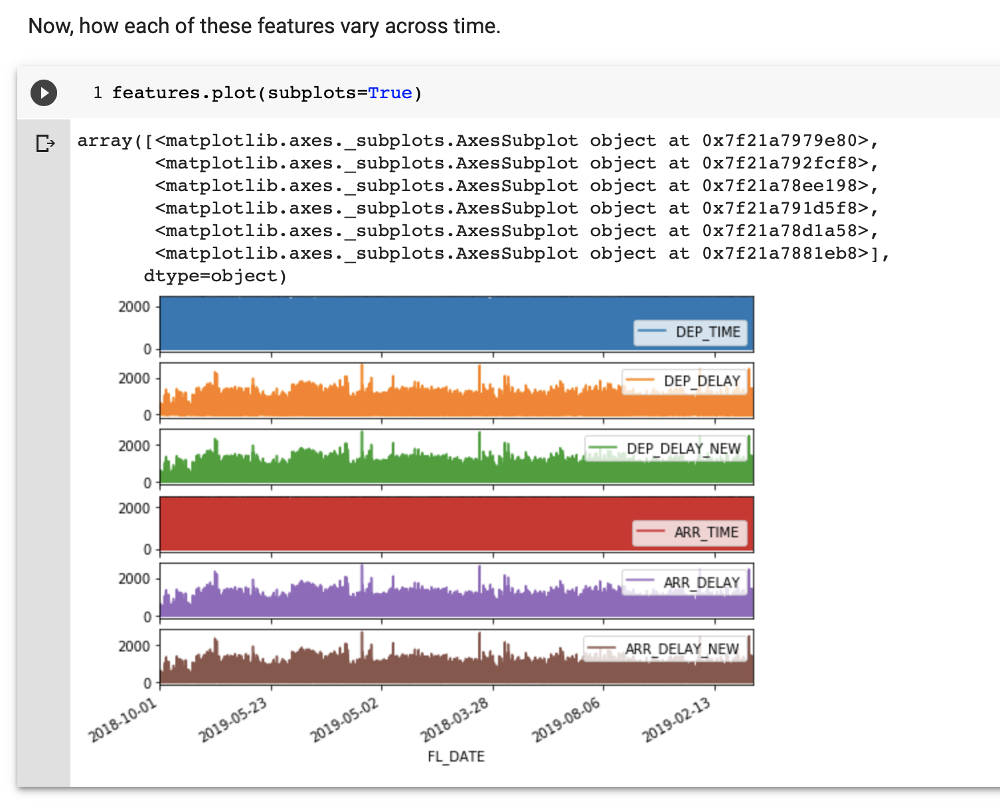 Now, how each of these features vary across time.
1 features.plot(subplots=True)
array([<matplotlib.axes._subplots.AxesSubplot object at 0x7f21a7979e80>,
<matplotlib.axes._subplots.AxesSubplot object at 0x7f21a792fcf8>,
<matplotlib.axes._subplots.AxesSubplot object at 0x7f21a78ee198>,
<matplotlib.axes._subplots.AxesSubplot object at 0x7f21a791d5f8>,
<matplotlib.axes._subplots.AxesSubplot object at 0x7f21a78d1a58>,
<matplotlib.axes._subplots.AxesSubplot object at 0x7f21a7881eb8>],
dtype=object)
2000
DEP_TIME
0
2000
DEP_DELAY
0
2000
DEP_DELAY_NEW
0
2000
ARR_TIME
0
2000
ARR_DELAY
0
2000
ARR_DELAY_NEW
0
2018-10-01 2019-05-23 2019-05-02 2018-03-28 2019-08-06 2019-02-13
FL_DATE